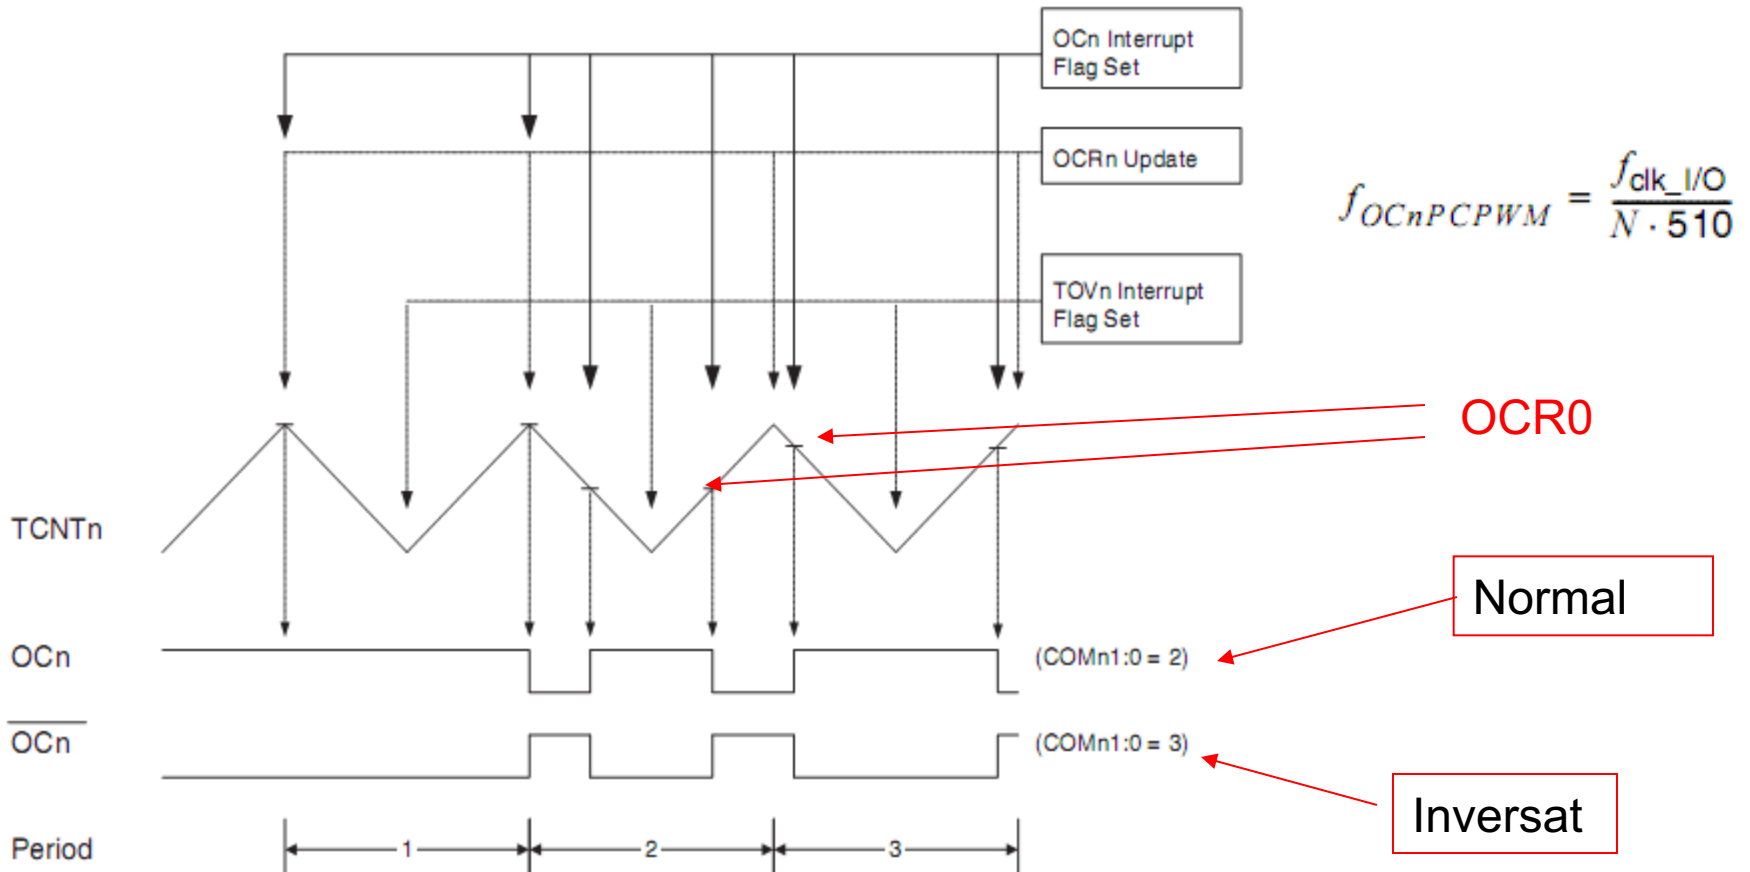 OCn Interrupt
Flag Set
OCRn Update
f_OCnPCPWM = f_clk_I/O / (N · 510)
TOVn Interrupt
Flag Set
OCR0
TCNTn
Normal
OCn
(COMn1:0 = 2)
O̅C̅n̅
(COMn1:0 = 3)
Inversat
Period
1
2
3